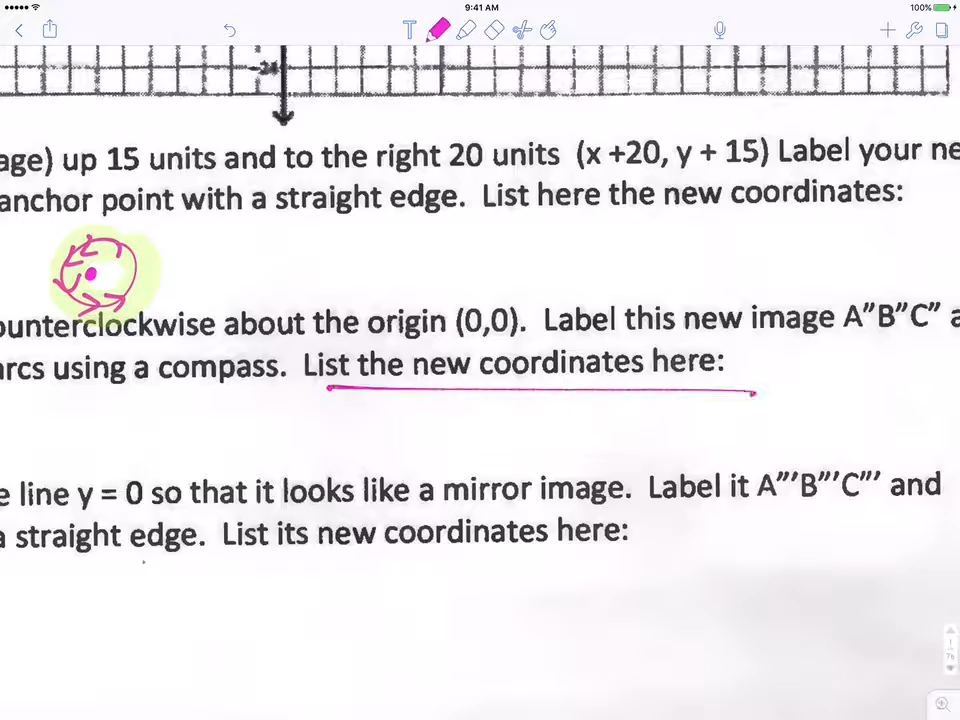 9:41 AM
100%
-24
age) up 15 units and to the right 20 units (x +20, y + 15) Label your ne
anchor point with a straight edge. List here the new coordinates:
ounterclockwise about the origin (0,0). Label this new image A”B”C” a
arcs using a compass. List the new coordinates here:
e line y = 0 so that it looks like a mirror image. Label it A”’B”’C”’ and
a straight edge. List its new coordinates here: